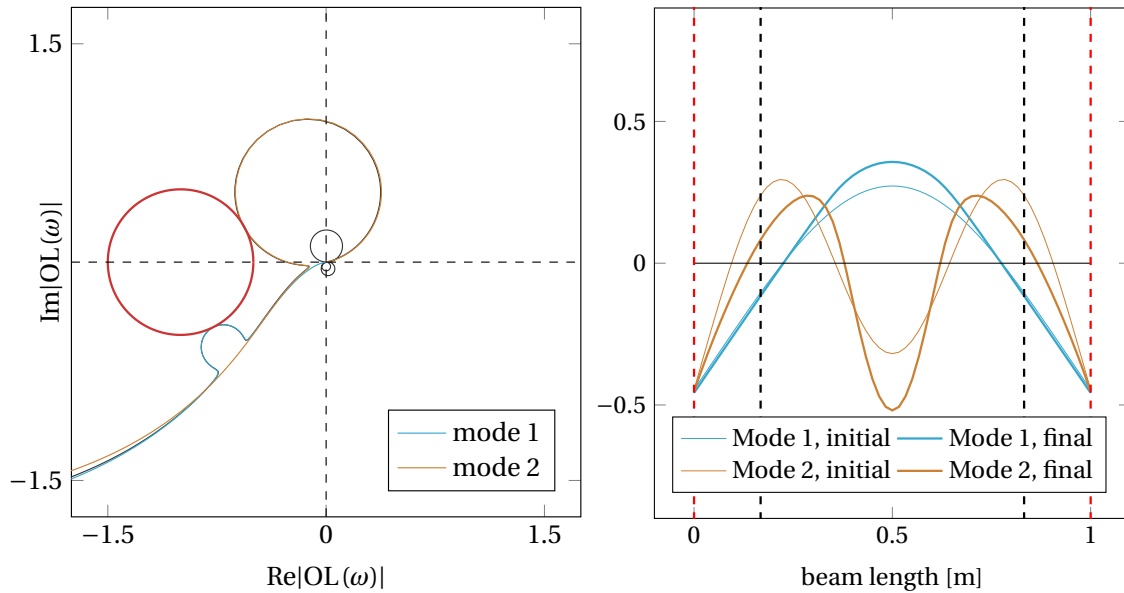 1.5
0
−1.5
Im|OL(ω)|
−1.5
0
1.5
Re|OL(ω)|
mode 1
mode 2
0.5
0
−0.5
0
0.5
1
beam length [m]
Mode 1, initial
Mode 1, final
Mode 2, initial
Mode 2, final